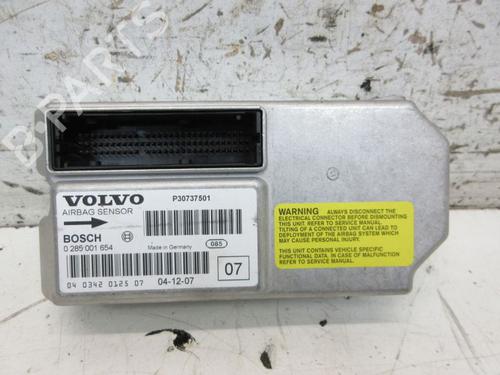 B-PARTS
VOLVO
AIRBAG SENSOR
P30737501
BOSCH
0 285 001 654
Made in Germany
085
04 0342 0125 07
04-12-07
07
WARNING ALWAYS DISCONNECT THE
ELECTRICAL CONNECTOR BEFORE DISMOUNTING
THIS UNIT. REFER TO SERVICE MANUAL.
TILTING OF A CONNECTED UNIT CAN LEAD TO
DEPLOYMENT OF THE AIRBAG SYSTEM WHICH
MAY CAUSE INJURY.
THIS UNIT CONTAINS VEHICLE SPECIFIC
FUNCTIONAL DATA. IN CASE OF MALFUNCTION
REFER TO SERVICE MANUAL.